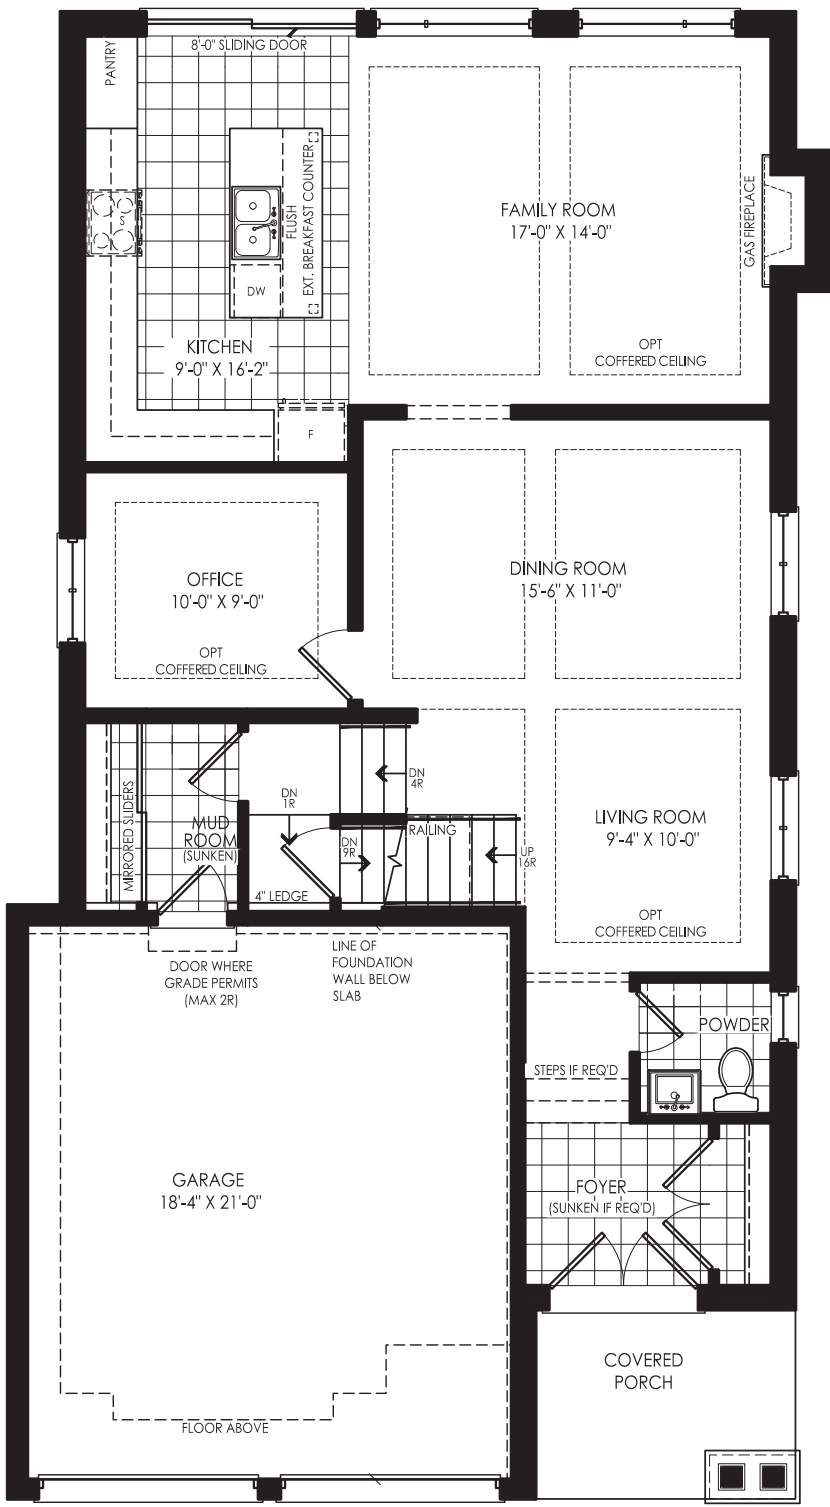 8'-0" SLIDING DOOR
PANTRY
S
FLUSH
EXT. BREAKFAST COUNTER
DW
KITCHEN
9'-0" X 16'-2"
F
FAMILY ROOM
17'-0" X 14'-0"
GAS FIREPLACE
OPT
COFFERED CEILING
OFFICE
10'-0" X 9'-0"
OPT
COFFERED CEILING
DINING ROOM
15'-6" X 11'-0"
DN
4R
DN
1R
MIRRORED SLIDERS
MUD
ROOM
(SUNKEN)
DN
9R
RAILING
UP
16R
4" LEDGE
LIVING ROOM
9'-4" X 10'-0"
OPT
COFFERED CEILING
DOOR WHERE
GRADE PERMITS
(MAX 2R)
LINE OF
FOUNDATION
WALL BELOW
SLAB
POWDER
STEPS IF REQ'D
GARAGE
18'-4" X 21'-0"
FOYER
(SUNKEN IF REQ'D)
COVERED
PORCH
FLOOR ABOVE